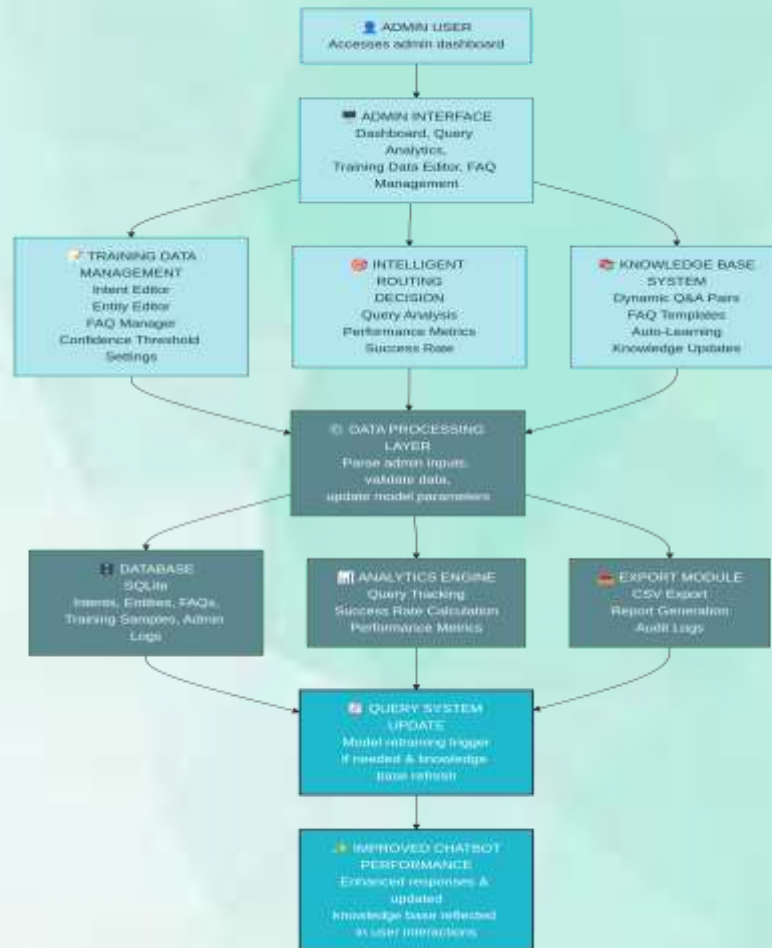 👤 ADMIN USER
Accesses admin dashboard
🖥️ ADMIN INTERFACE
Dashboard, Query
Analytics,
Training Data Editor, FAQ
Management
📝 TRAINING DATA
MANAGEMENT
Intent Editor
Entity Editor
FAQ Manager
Confidence Threshold
Settings
🎯 INTELLIGENT
ROUTING
DECISION
Query Analysis
Performance Metrics
Success Rate
📚 KNOWLEDGE BASE
SYSTEM
Dynamic Q&A Pairs
FAQ Templates
Auto-Learning
Knowledge Updates
⚙️ DATA PROCESSING
LAYER
Parse admin inputs,
validate data,
update model parameters
🗄️ DATABASE
SQLite
Intents, Entities, FAQs,
Training Samples, Admin
Logs
📊 ANALYTICS ENGINE
Query Tracking
Success Rate Calculation
Performance Metrics
📤 EXPORT MODULE
CSV Export
Report Generation
Audit Logs
🔄 QUERY SYSTEM
UPDATE
Model retraining trigger
if needed & knowledge
base refresh
✨ IMPROVED CHATBOT
PERFORMANCE
Enhanced responses &
updated
knowledge base reflected
in user interactions